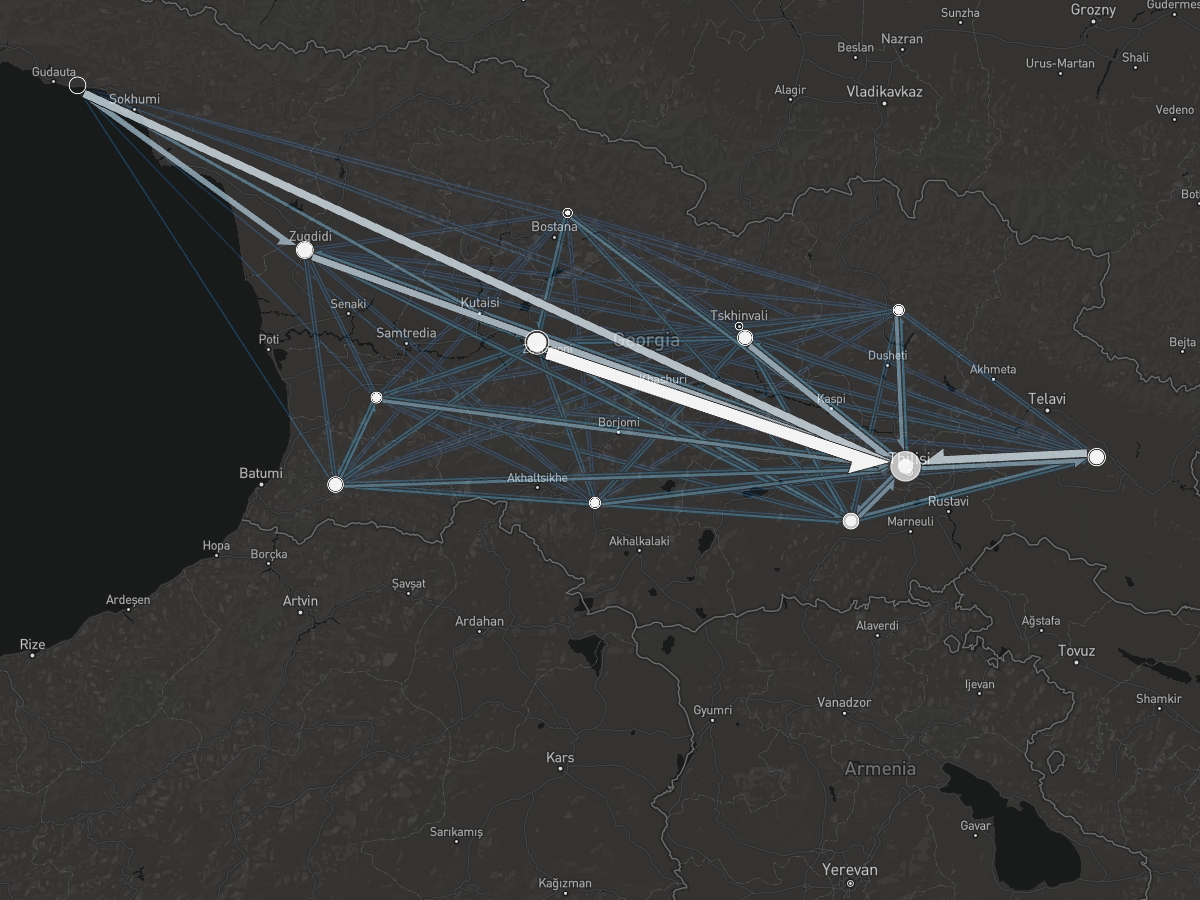 Sunzha
Grozny
Gudermes
Nazran
Beslan
Urus-Martan
Shali
Gudauta
Sokhumi
Alagir
Vladikavkaz
Vedeno
Bot
Zugdidi
Bostana
Senaki
Kutaisi
Tskhinvali
Georgia
Poti
Samtredia
Khashuri
Dusheti
Bejta
Akhmeta
Kaspi
Telavi
Borjomi
Tbilisi
Batumi
Akhaltsikhe
Rustavi
Marneuli
Hopa
Borçka
Akhalkalaki
Ardeşen
Artvin
Şavşat
Ardahan
Alaverdi
Ağstafa
Rize
Tovuz
Ijevan
Shamkir
Gyumri
Vanadzor
Kars
Armenia
Sarıkamış
Gavar
Kağızman
Yerevan